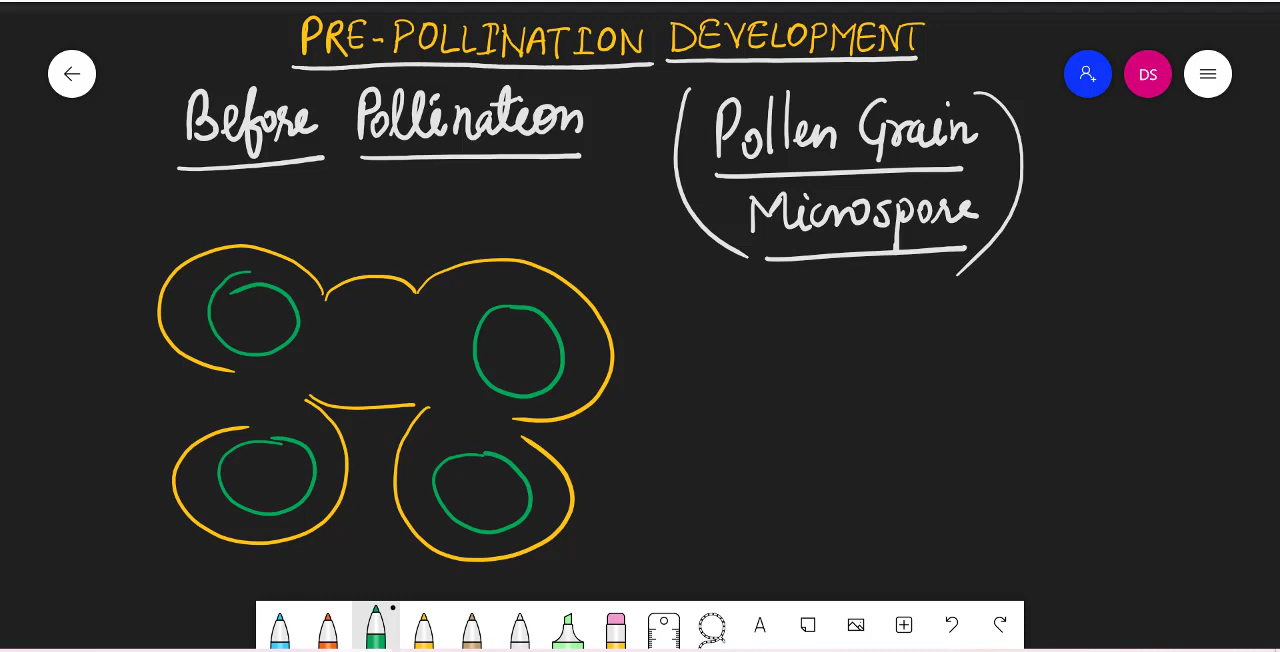 PRE-POLLINATION DEVELOPMENT
Before Pollination
(Pollen Grain
Microspore)
DS
A